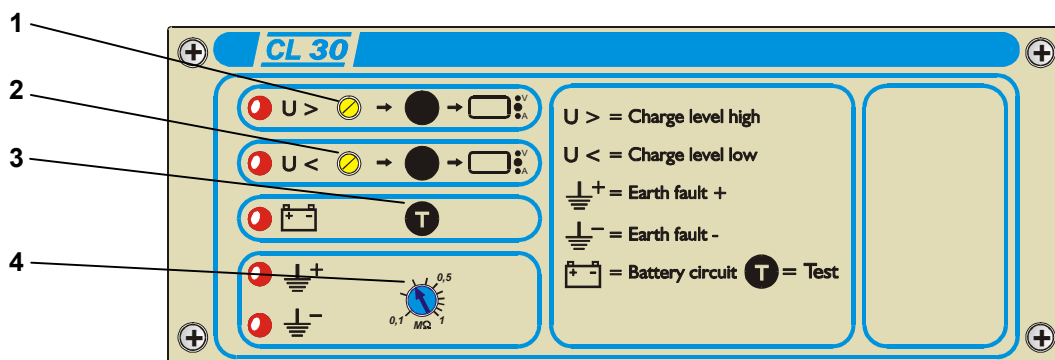 1
CL 30
2
U > V A
U < V A
3
T
4
+
0,5
0,1 MΩ 1
−
U > = Charge level high
U < = Charge level low
+ = Earth fault +
− = Earth fault -
+ - = Battery circuit T = Test